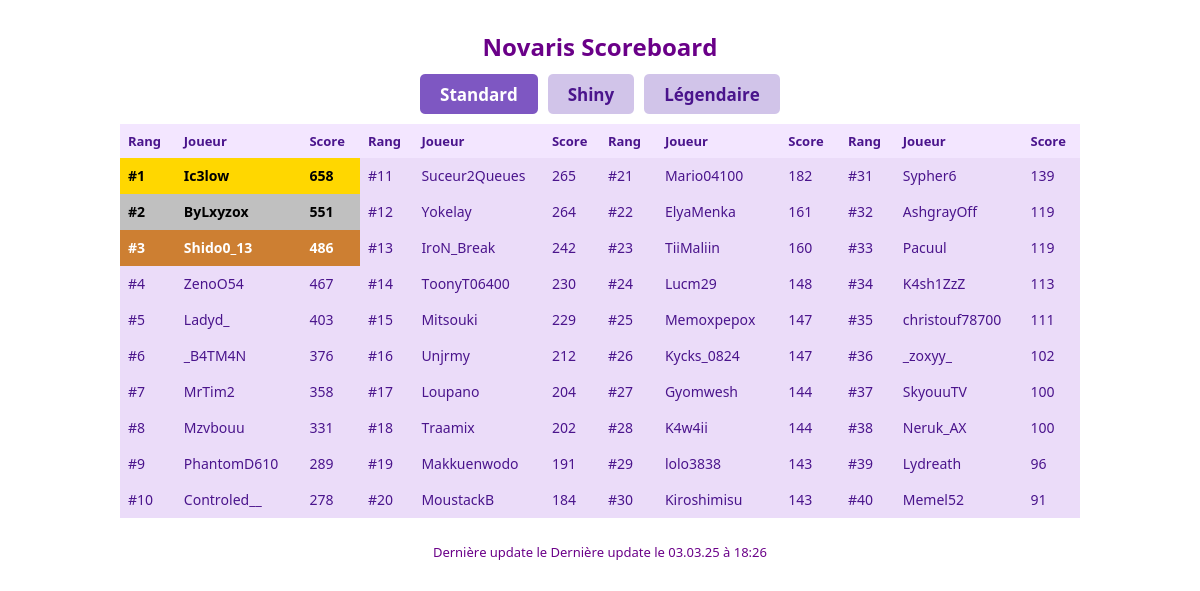 Novaris Scoreboard
Standard Shiny Légendaire
Rang Joueur Score Rang Joueur Score Rang Joueur Score Rang Joueur Score
#1 Ic3low 658 #11 Suceur2Queues 265 #21 Mario04100 182 #31 Sypher6 139
#2 ByLxyzox 551 #12 Yokelay 264 #22 ElyaMenka 161 #32 AshgrayOff 119
#3 Shido0_13 486 #13 IroN_Break 242 #23 TiiMaliin 160 #33 Pacuul 119
#4 ZenoO54 467 #14 ToonyT06400 230 #24 Lucm29 148 #34 K4sh1ZzZ 113
#5 Ladyd_ 403 #15 Mitsouki 229 #25 Memoxpepox 147 #35 christouf78700 111
#6 _B4TM4N 376 #16 Unjrmy 212 #26 Kycks_0824 147 #36 _zoxyy_ 102
#7 MrTim2 358 #17 Loupano 204 #27 Gyomwesh 144 #37 SkyouuTV 100
#8 Mzvbouu 331 #18 Traamix 202 #28 K4w4ii 144 #38 Neruk_AX 100
#9 PhantomD610 289 #19 Makkuenwodo 191 #29 lolo3838 143 #39 Lydreath 96
#10 Controled__ 278 #20 MoustackB 184 #30 Kiroshimisu 143 #40 Memel52 91
Dernière update le Dernière update le 03.03.25 à 18:26